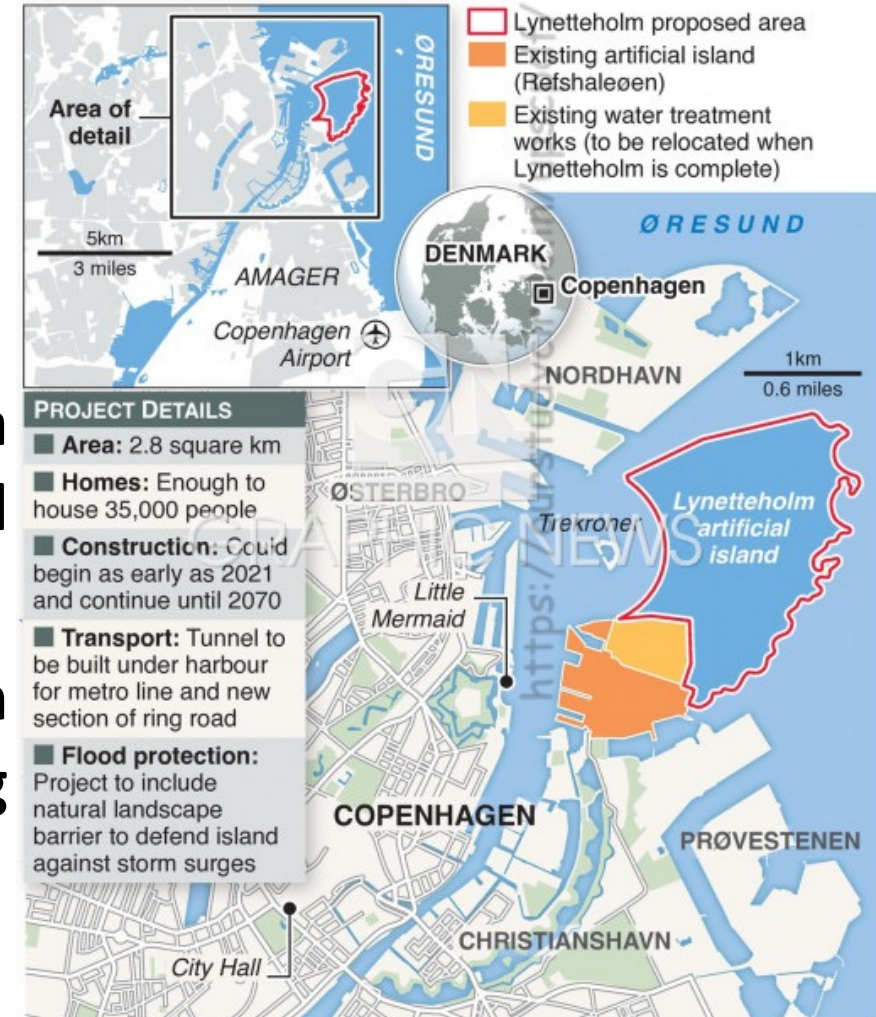 ØRESUND
Area of
detail
5km
3 miles
AMAGER
Copenhagen
Airport
Lynetteholm proposed area
Existing artificial island
(Refshaleøen)
Existing water treatment
works (to be relocated when
Lynetteholm is complete)
DENMARK
Copenhagen
ØRESUND
NORDHAVN
1km
0.6 miles
PROJECT DETAILS
Area: 2.8 square km
Homes: Enough to
house 35,000 people
Construction: Could
begin as early as 2021
and continue until 2070
Transport: Tunnel to
be built under harbour
for metro line and new
section of ring road
Flood protection:
Project to include
natural landscape
barrier to defend island
against storm surges
ØSTERBRO
GRAPHIC NEWS
Trekroner
Lynetteholm
artificial
island
Little
Mermaid
COPENHAGEN
PRØVESTENEN
CHRISTIANSHAVN
City Hall